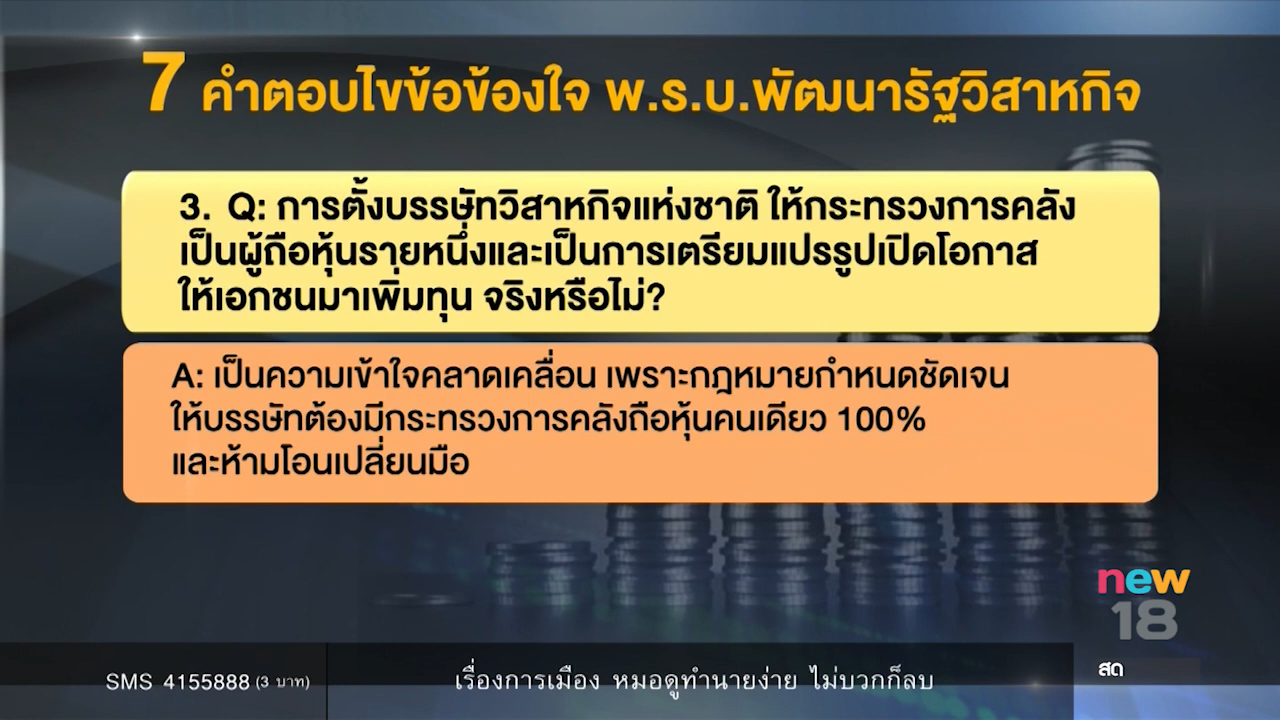 7 คำตอบไขข้อข้องใจ พ.ร.บ.พัฒนารัฐวิสาหกิจ
3. Q: การตั้งบรรษัทวิสาหกิจแห่งชาติ ให้กระทรวงการคลัง
เป็นผู้ถือหุ้นรายหนึ่งและเป็นการเตรียมแปรรูปเปิดโอกาส
ให้เอกชนมาเพิ่มทุน จริงหรือไม่?
A: เป็นความเข้าใจคลาดเคลื่อน เพราะกฎหมายกำหนดชัดเจน
ให้บรรษัทต้องมีกระทรวงการคลังถือหุ้นคนเดียว 100%
และห้ามโอนเปลี่ยนมือ
new
18
สด
SMS 4155888 (3 บาท)
เรื่องการเมือง หมอดูทำนายง่าย ไม่บวกก็ลบ